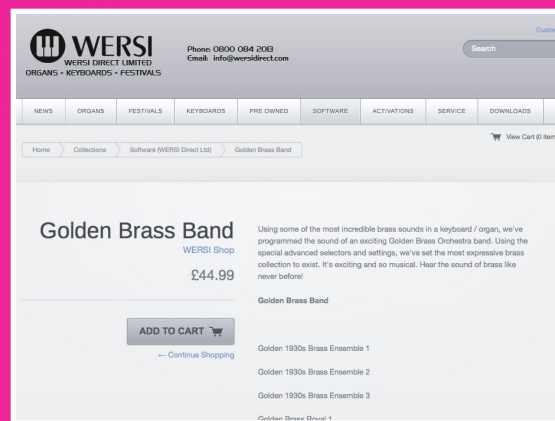 Custo
WERSI
WERSI DIRECT LIMITED
ORGANS - KEYBOARDS - FESTIVALS
Phone: 0800 084 2013
Email: info@wersidirect.com
Search
NEWS ORGANS FESTIVALS KEYBOARDS PRE OWNED SOFTWARE ACTIVATIONS SERVICE DOWNLOADS
View Cart (0 item
Home Collections Software (WERSI Direct Ltd) Golden Brass Band
Golden Brass Band
WERSI Shop
£44.99
ADD TO CART
← Continue Shopping
Using some of the most incredible brass sounds in a keyboard / organ, we've
programmed the sound of an exciting Golden Brass Orchestra band. Using the
special advanced selectors and settings, we've set the most expressive brass
collection to exist. It's exciting and so musical. Hear the sound of brass like
never before!
Golden Brass Band
Golden 1930s Brass Ensemble 1
Golden 1930s Brass Ensemble 2
Golden 1930s Brass Ensemble 3
Golden Brass Royal 1